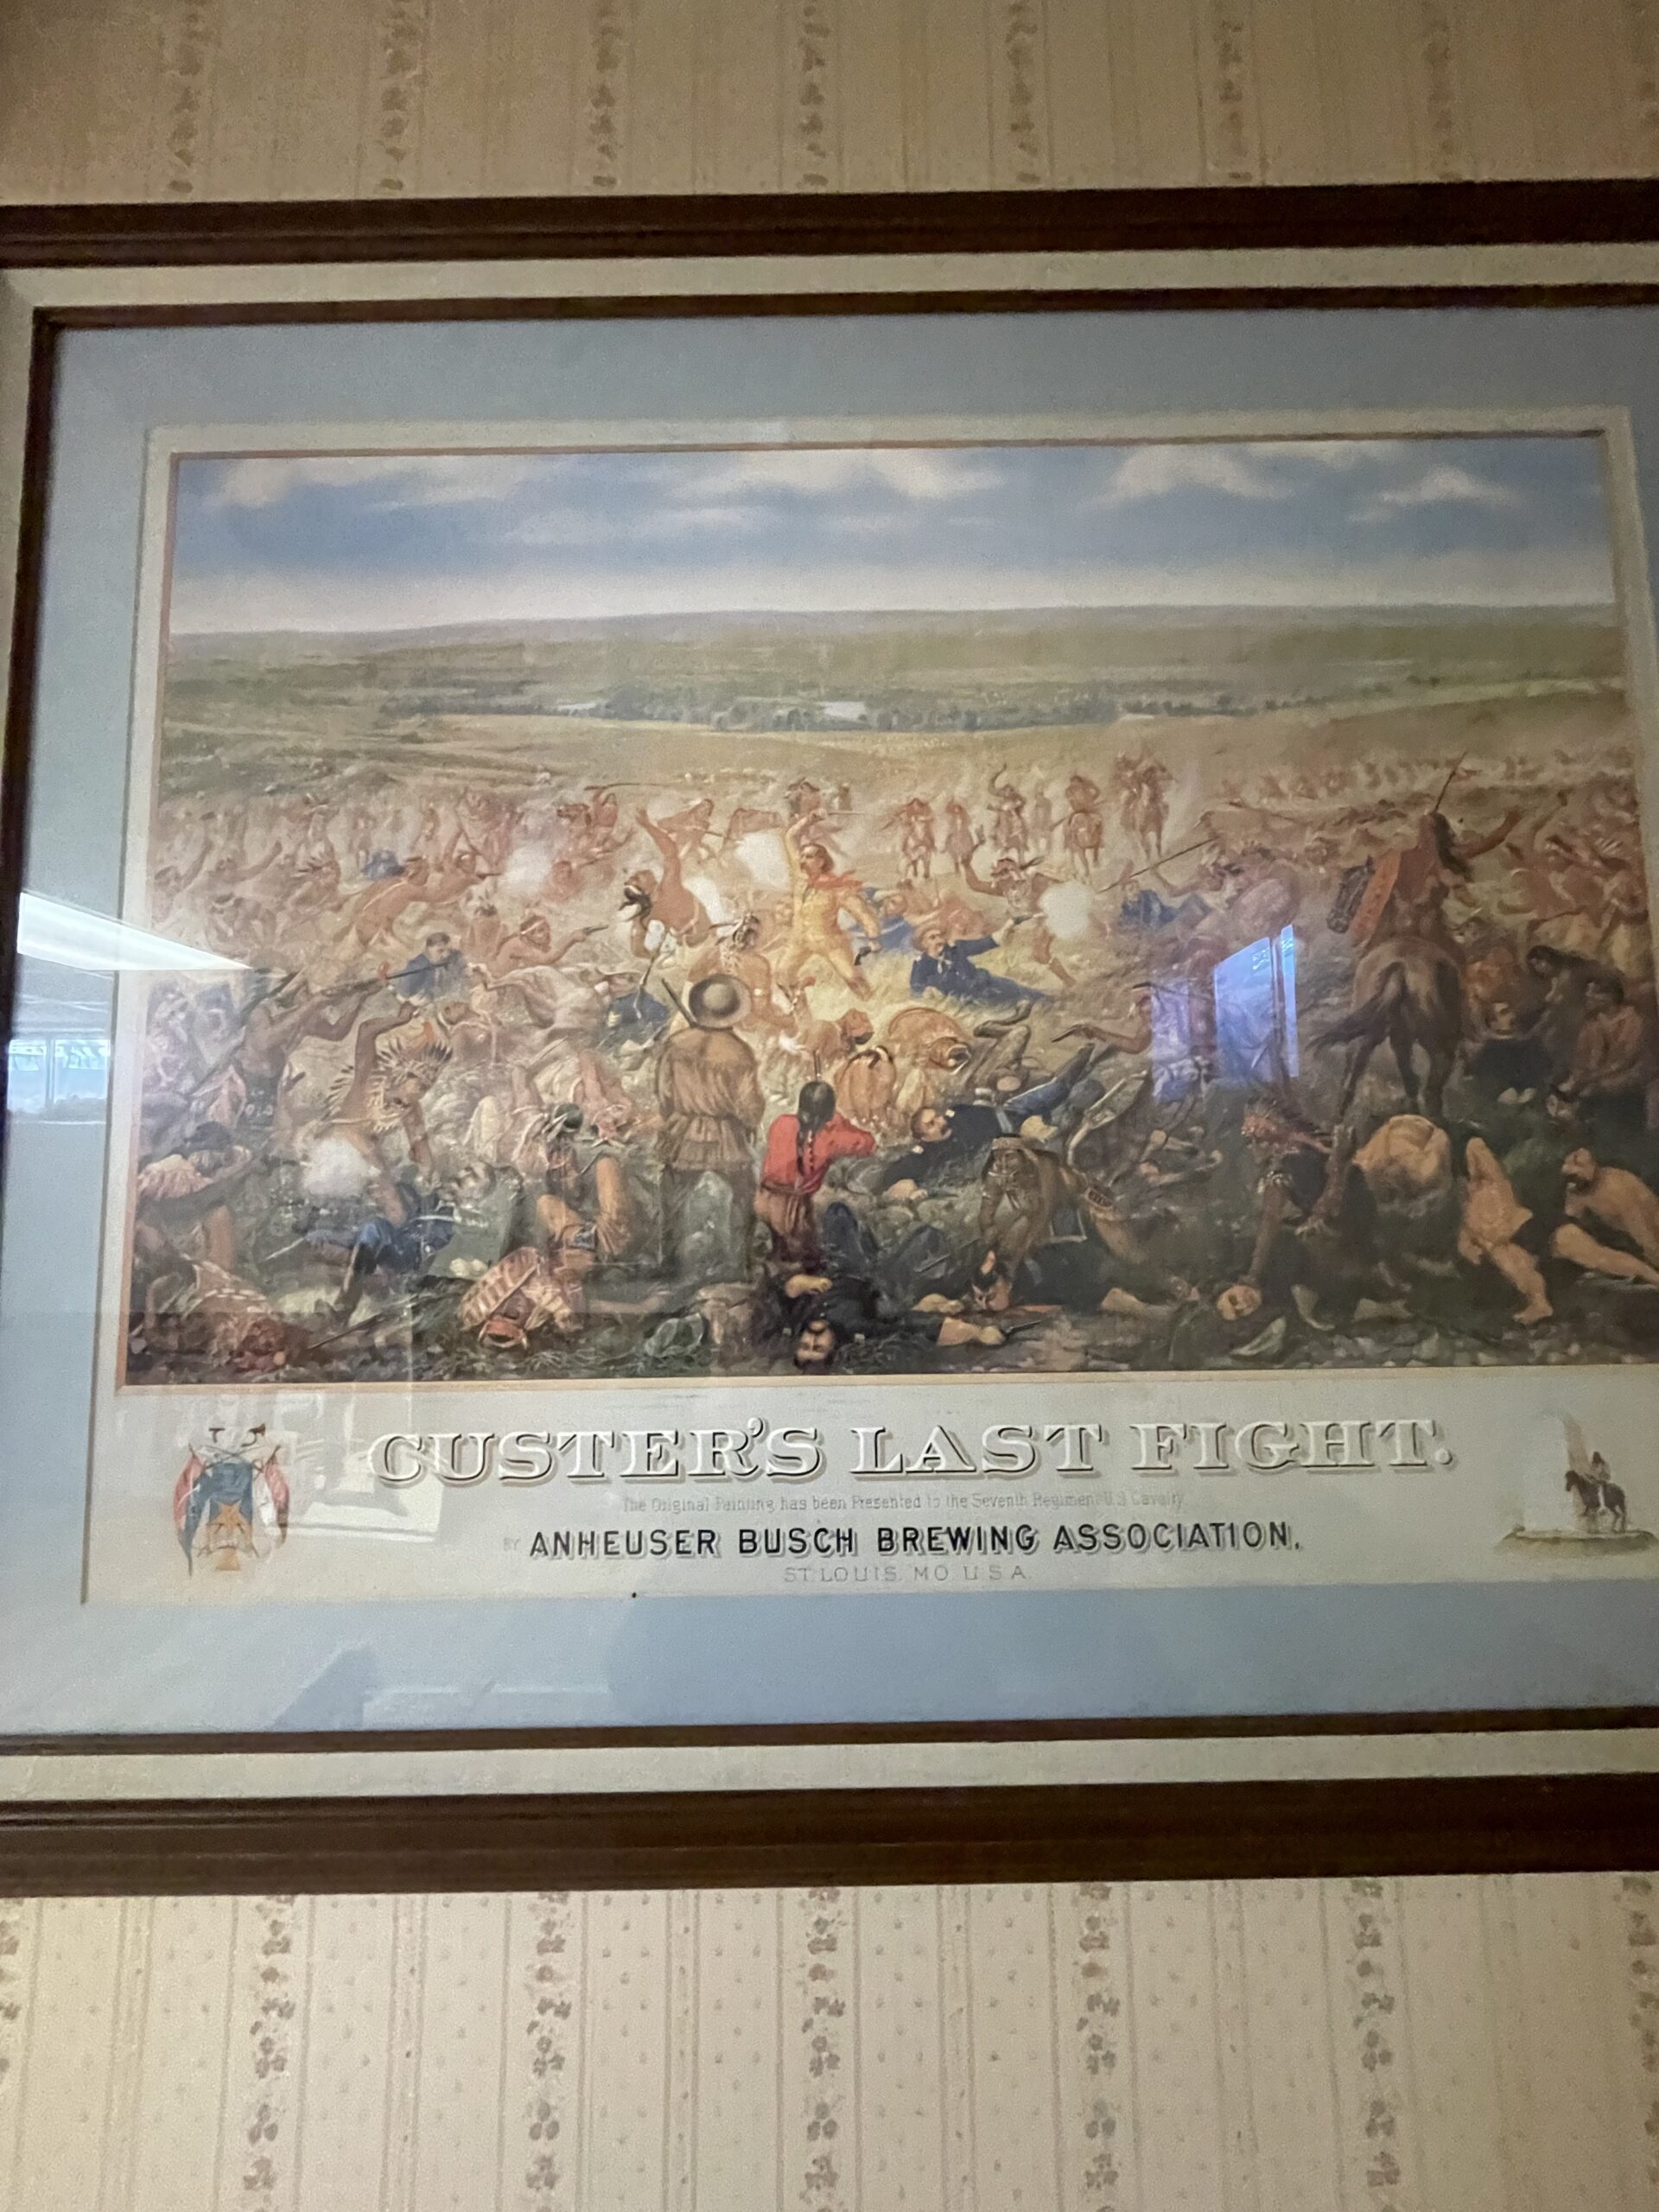 CUSTER'S LAST FIGHT.
The Original Painting has been Presented to the Seventh Regiment U.S. Cavalry
BY ANHEUSER BUSCH BREWING ASSOCIATION.
ST. LOUIS, MO. U.S.A.